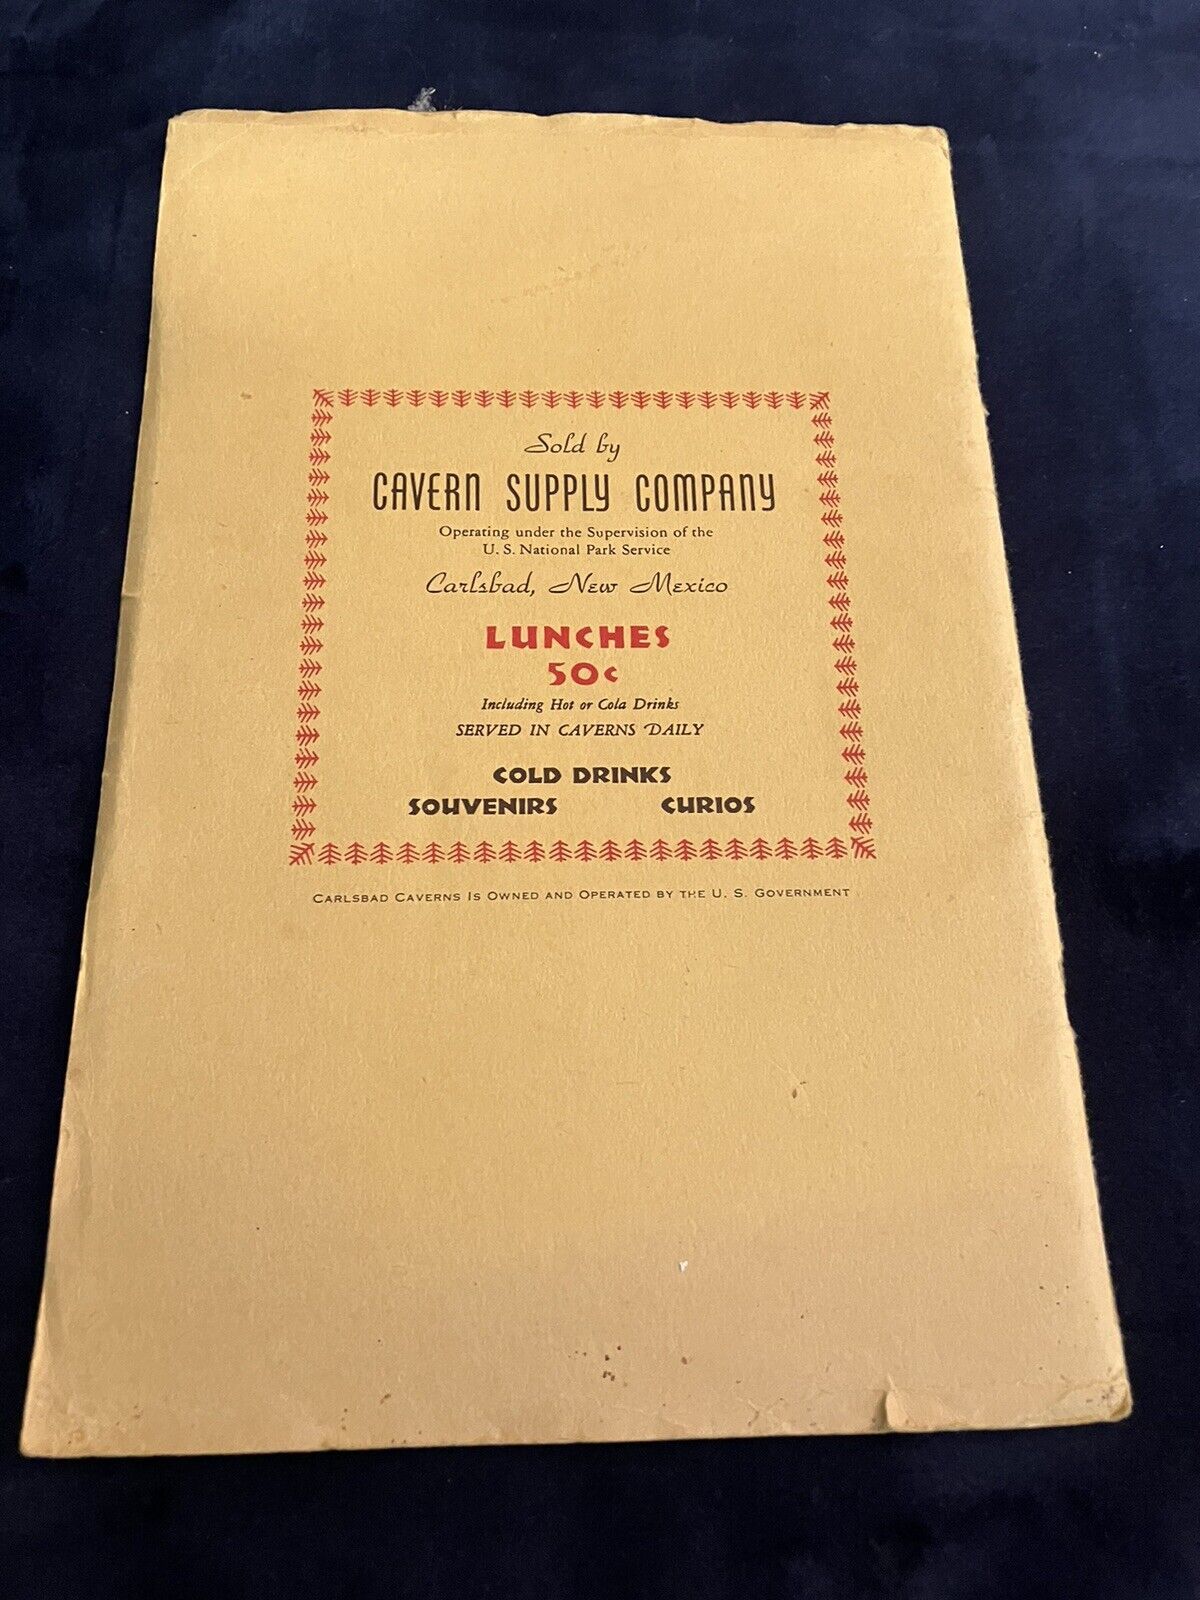 Sold by
CAVERN SUPPLY COMPANY
Operating under the Supervision of the
U. S. National Park Service
Carlsbad, New Mexico
LUNCHES
50c
Including Hot or Cola Drinks
SERVED IN CAVERNS DAILY
COLD DRINKS
SOUVENIRS CURIOS
CARLSBAD CAVERNS IS OWNED AND OPERATED BY THE U. S. GOVERNMENT